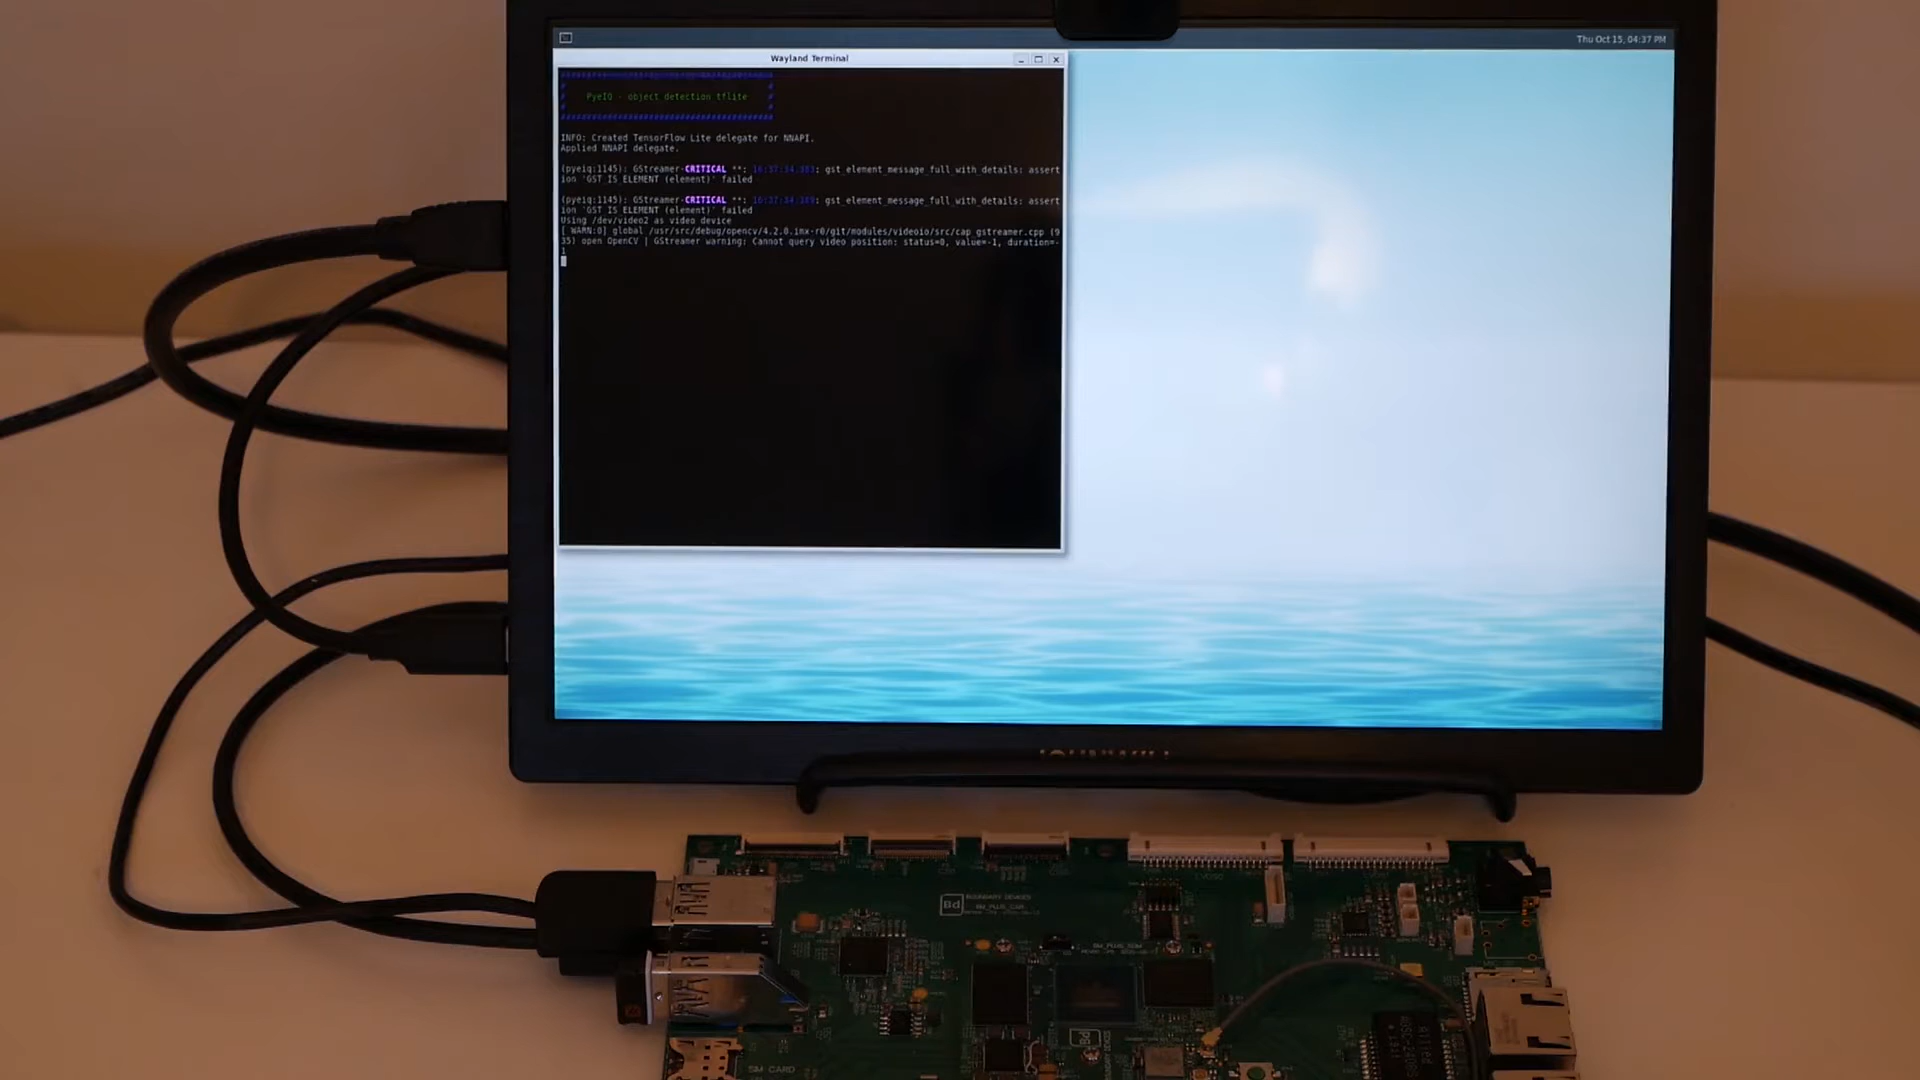 Thu Oct 15, 04:37 PM
Wayland Terminal
PyeIQ - object detection tflite
INFO: Created TensorFlow Lite delegate for NNAPI.
Applied NNAPI delegate.
(pyeiq:1145): GStreamer-CRITICAL **: 16:37:34.383: gst_element_message_full_with_details: assert
ion 'GST_IS_ELEMENT (element)' failed
(pyeiq:1145): GStreamer-CRITICAL **: gst_element_message_full_with_details: assert
ion 'GST_IS_ELEMENT (element)' failed
Using /dev/video2 as video device
[ WARN:0] global /usr/src/debug/opencv/4.2.0.imx-r0/git/modules/videoio/src/cap_gstreamer.cpp (9
35) open OpenCV | GStreamer warning: Cannot query video position: status=0, value=-1, duration=-
1
BOUNDARY DEVICES
SIM CARD